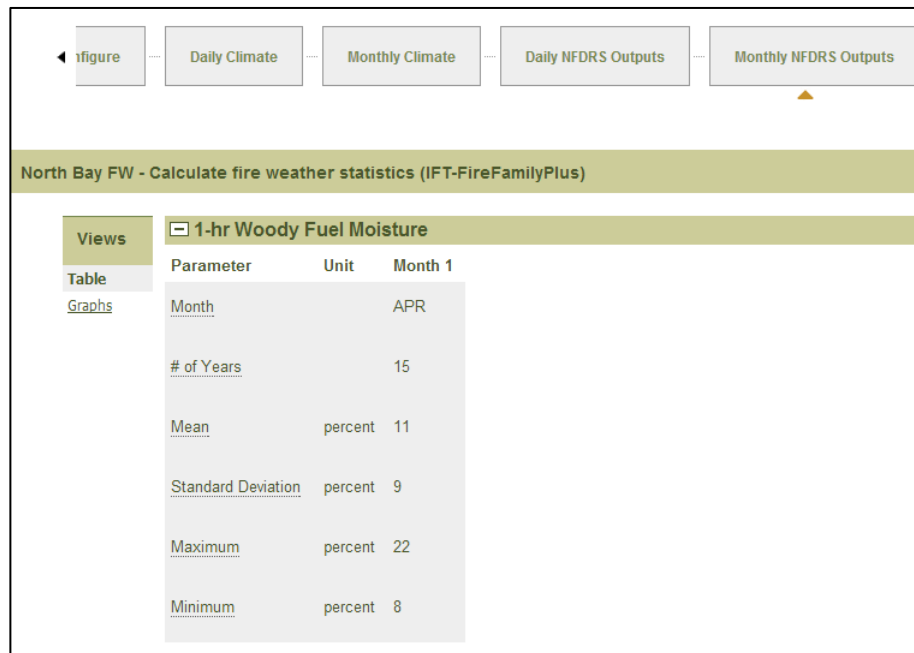 nfigure Daily Climate Monthly Climate Daily NFDRS Outputs Monthly NFDRS Outputs
North Bay FW - Calculate fire weather statistics (IFT-FireFamilyPlus)
Views
Table
Graphs
1-hr Woody Fuel Moisture
Parameter Unit Month 1
Month APR
# of Years 15
Mean percent 11
Standard Deviation percent 9
Maximum percent 22
Minimum percent 8